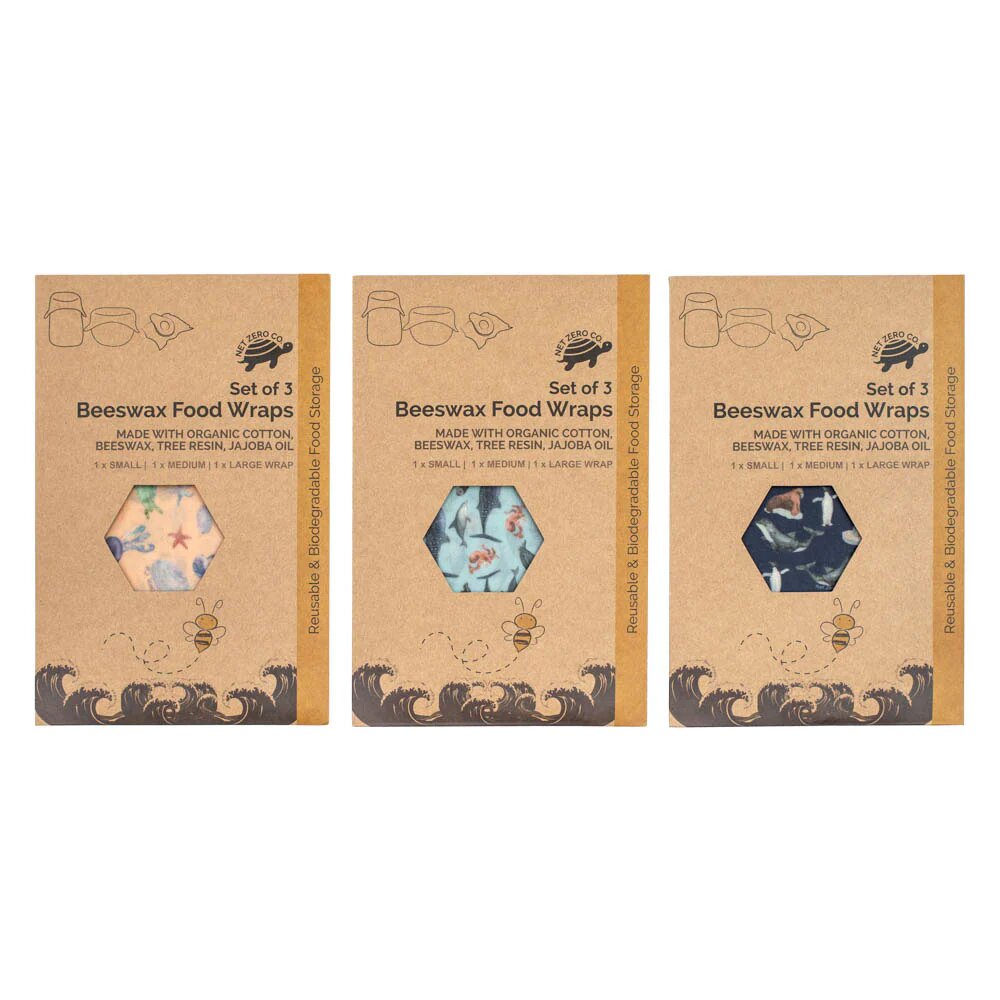 NET ZERO CO.
Set of 3
Beeswax Food Wraps
MADE WITH ORGANIC COTTON,
BEESWAX, TREE RESIN, JAJOBA OIL
1 x SMALL | 1 x MEDIUM | 1 x LARGE WRAP
Reusable & Biodegradable Food Storage
NET ZERO CO.
Set of 3
Beeswax Food Wraps
MADE WITH ORGANIC COTTON,
BEESWAX, TREE RESIN, JAJOBA OIL
1 x SMALL | 1 x MEDIUM | 1 x LARGE WRAP
Reusable & Biodegradable Food Storage
NET ZERO CO.
Set of 3
Beeswax Food Wraps
MADE WITH ORGANIC COTTON,
BEESWAX, TREE RESIN, JAJOBA OIL
1 x SMALL | 1 x MEDIUM | 1 x LARGE WRAP
Reusable & Biodegradable Food Storage